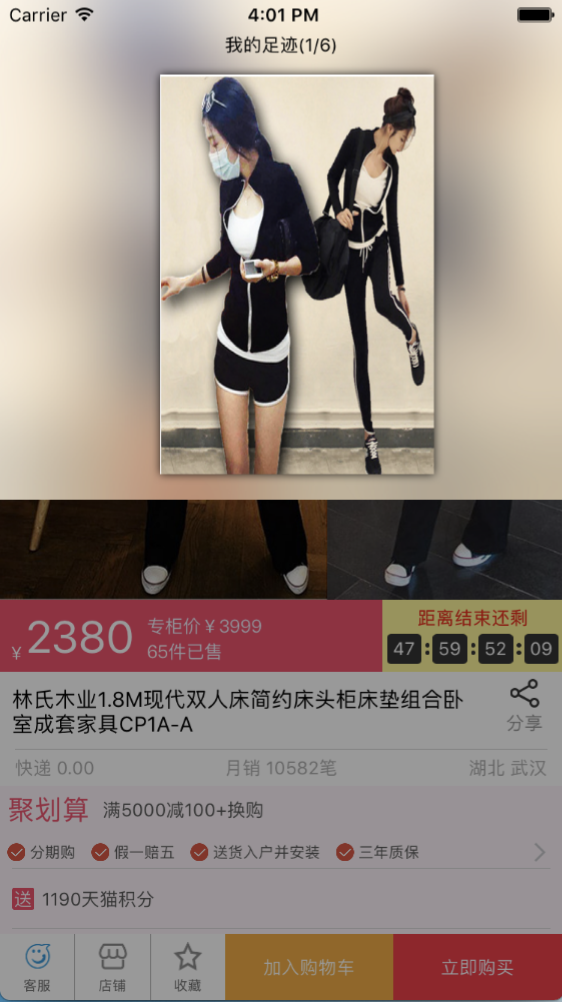 Carrier 4:01 PM
我的足迹(1/6)
¥2380
专柜价￥3999
65件已售
距离结束还剩
47:59:52:09
林氏木业1.8M现代双人床简约床头柜床垫组合卧
室成套家具CP1A-A
分享
快递 0.00 月销 10582笔 湖北 武汉
聚划算 满5000减100+换购
分期购 假一赔五 送货入户并安装 三年质保
送 1190天猫积分
客服 店铺 收藏 加入购物车 立即购买